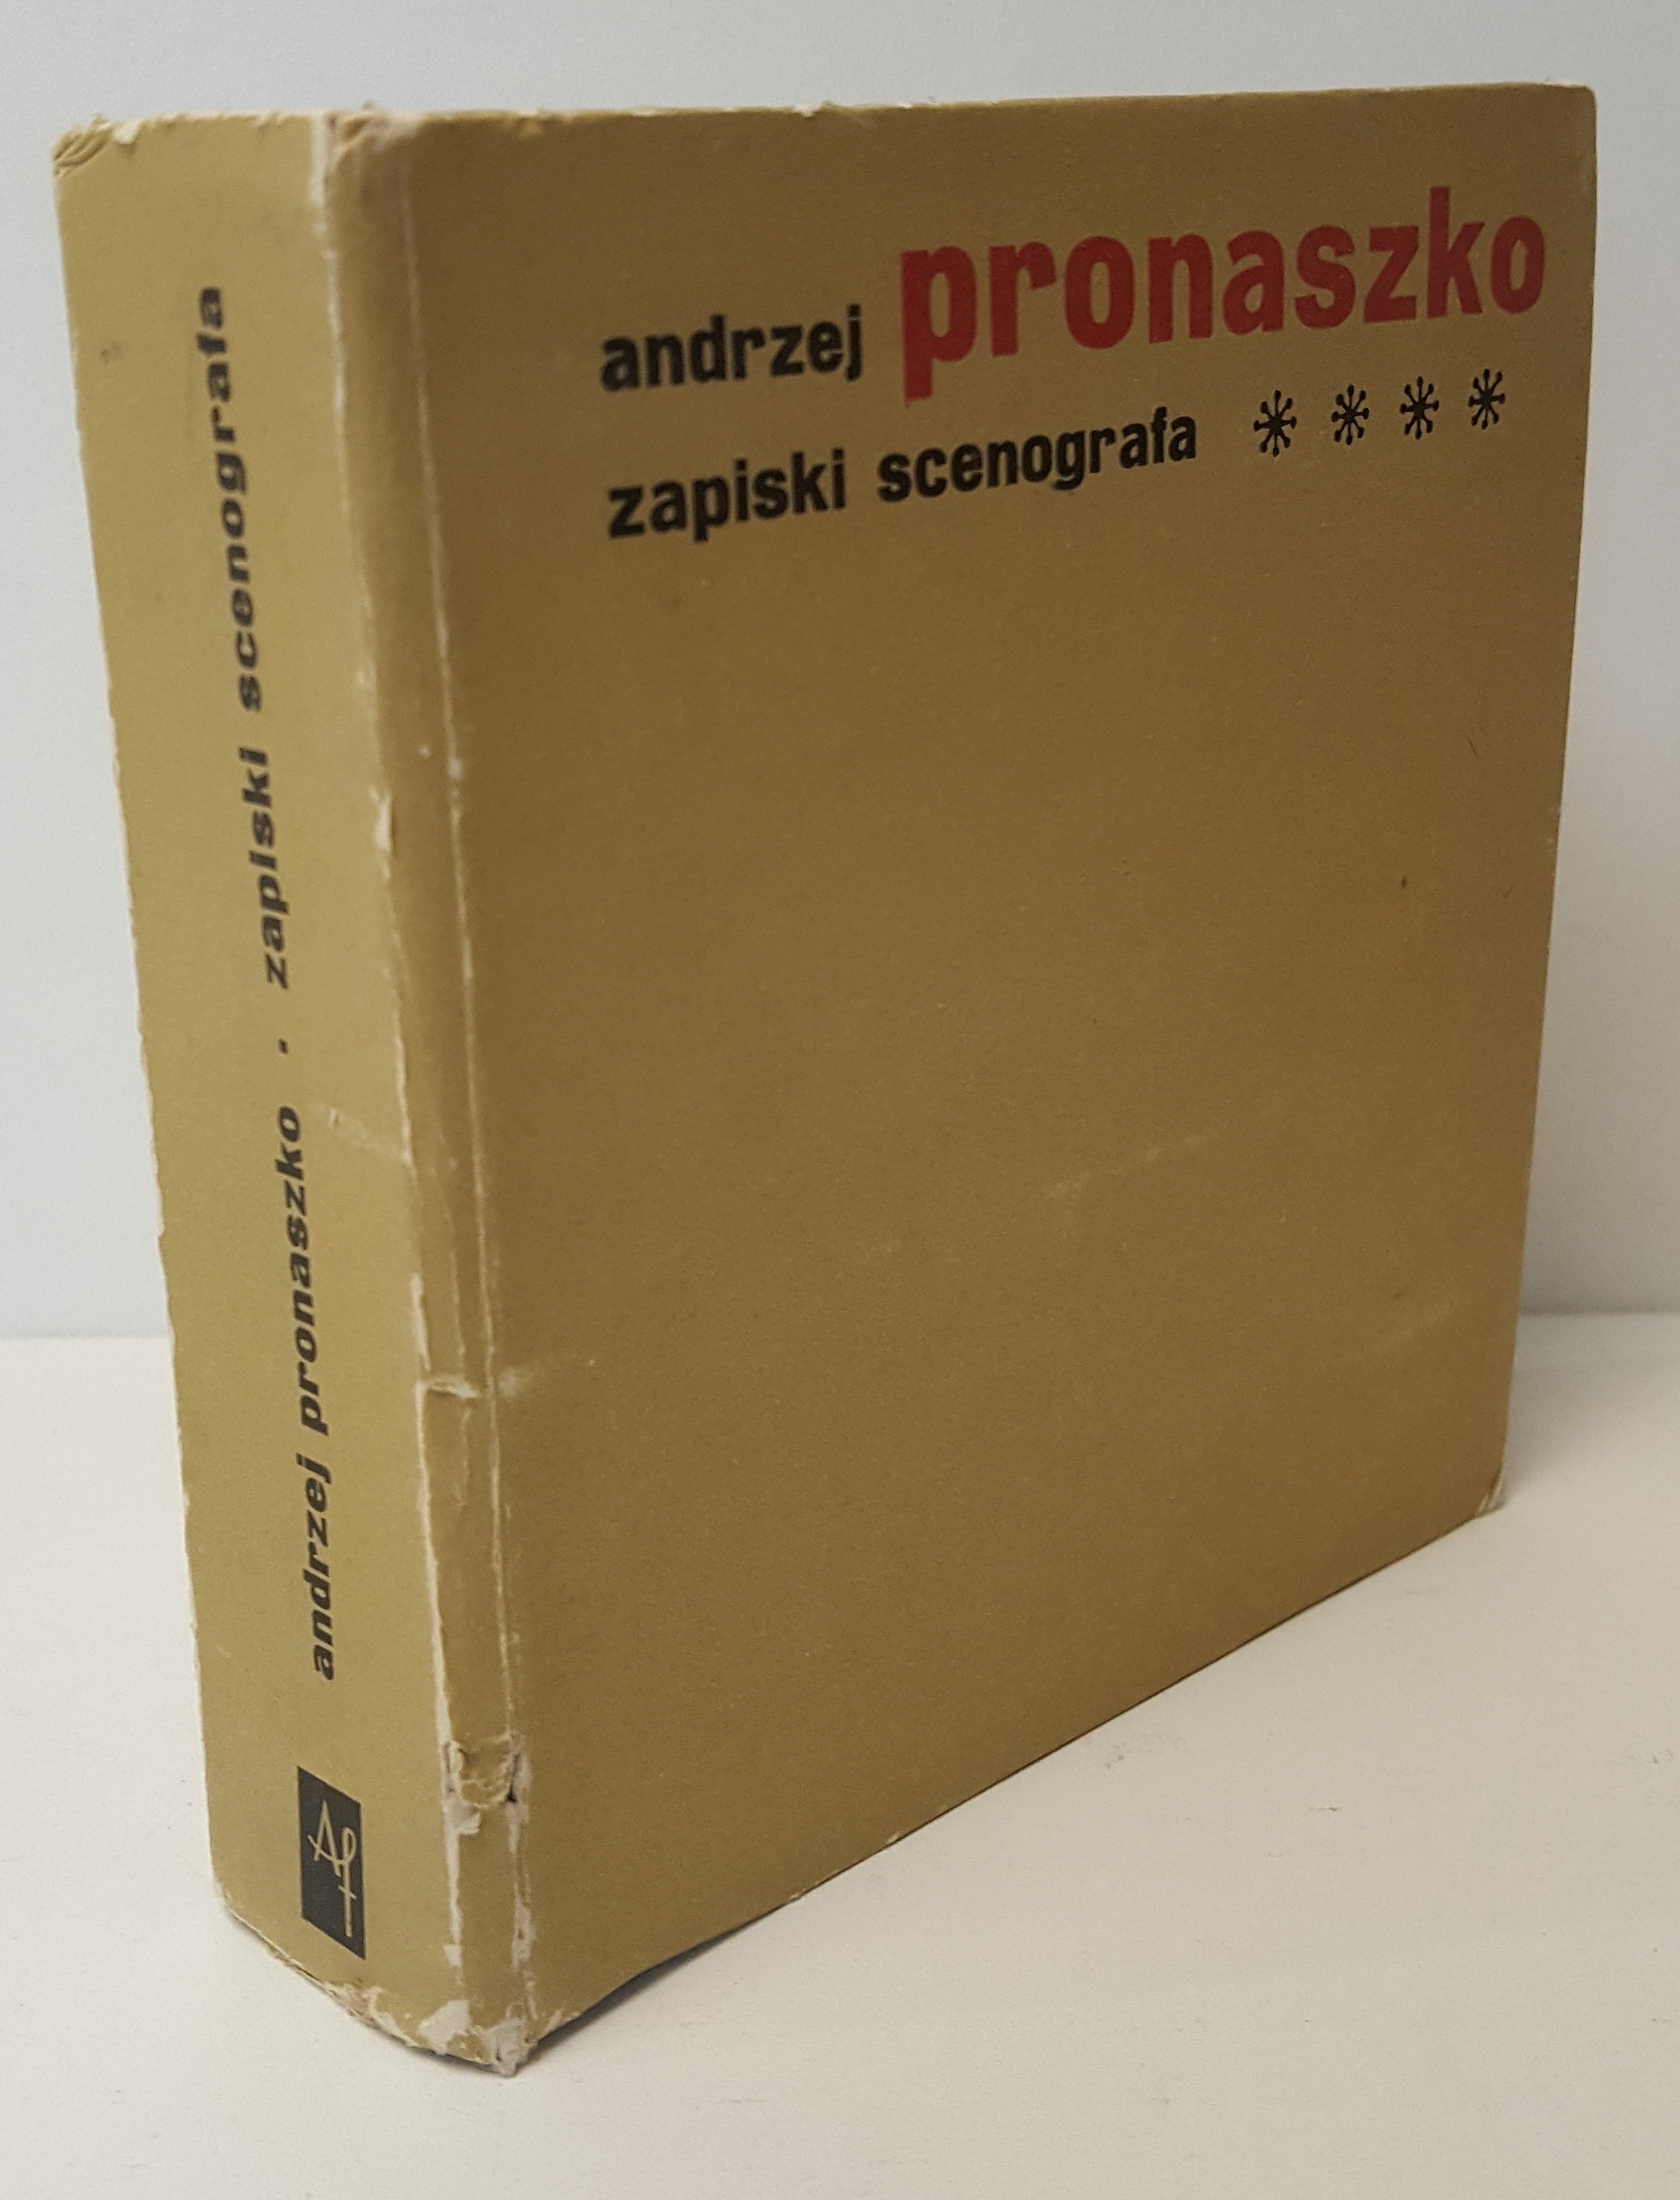 andrzej pronaszko
zapiski scenografa ****
andrzej pronaszko · zapiski scenografa